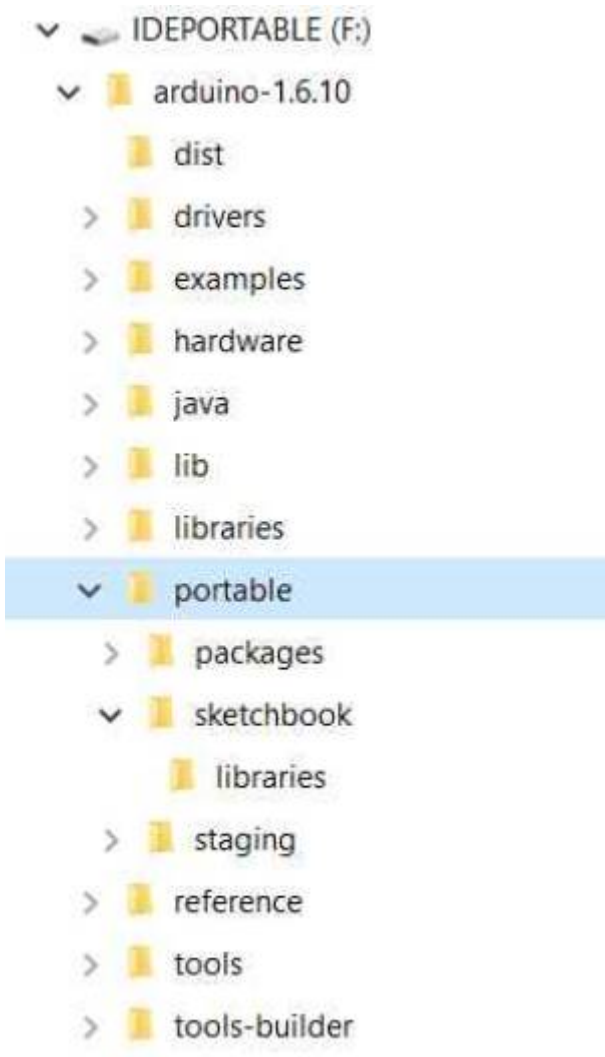 IDEPORTABLE (F:)
arduino-1.6.10
dist
drivers
examples
hardware
java
lib
libraries
portable
packages
sketchbook
libraries
staging
reference
tools
tools-builder